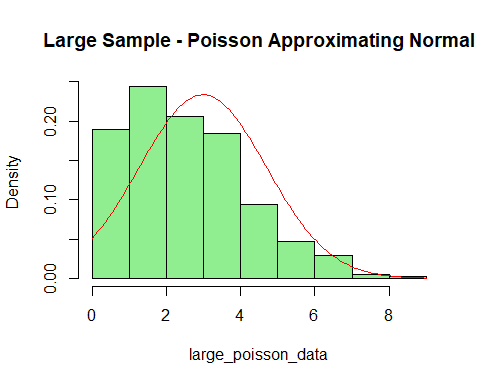 Large Sample - Poisson Approximating Normal
Density
0.00
0.10
0.20
0 2 4 6 8
large_poisson_data